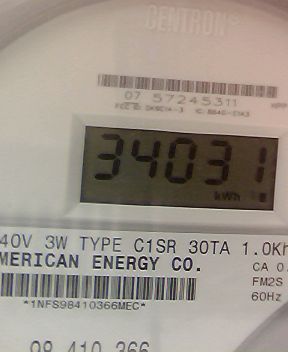 CENTRON®
07 57245311
34031
kWh
40V 3W TYPE C1SR 30TA 1.0Kh
MERICAN ENERGY CO.
CA 0.
FM2S
60Hz
*1NFS98410366MEC*
98 410 366